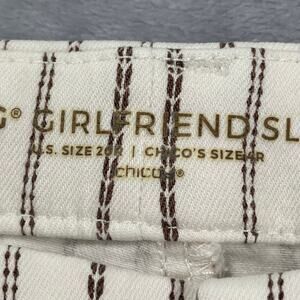 G® GIRLFRIEND SL
U.S. SIZE 20R | CHICO'S SIZE 4R
chico's®